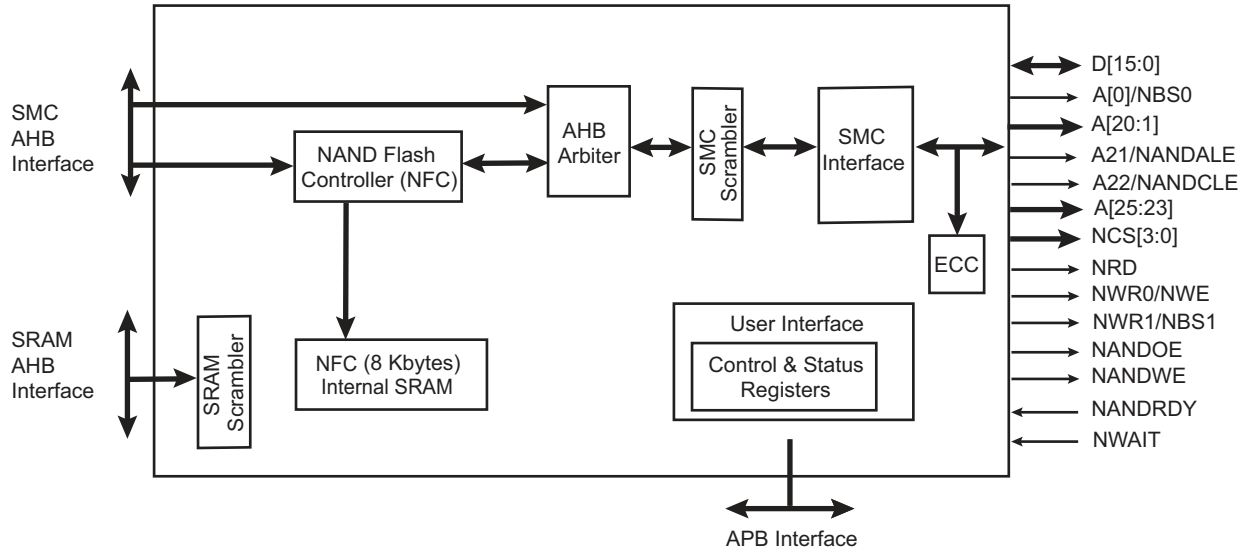 SMC
AHB
Interface
NAND Flash
Controller (NFC)
AHB
Arbiter
SMC
Scrambler
SMC
Interface
ECC
SRAM
AHB
Interface
SRAM
Scrambler
NFC (8 Kbytes)
Internal SRAM
User Interface
Control & Status
Registers
APB Interface
D[15:0]
A[0]/NBS0
A[20:1]
A21/NANDALE
A22/NANDCLE
A[25:23]
NCS[3:0]
NRD
NWR0/NWE
NWR1/NBS1
NANDOE
NANDWE
NANDRDY
NWAIT